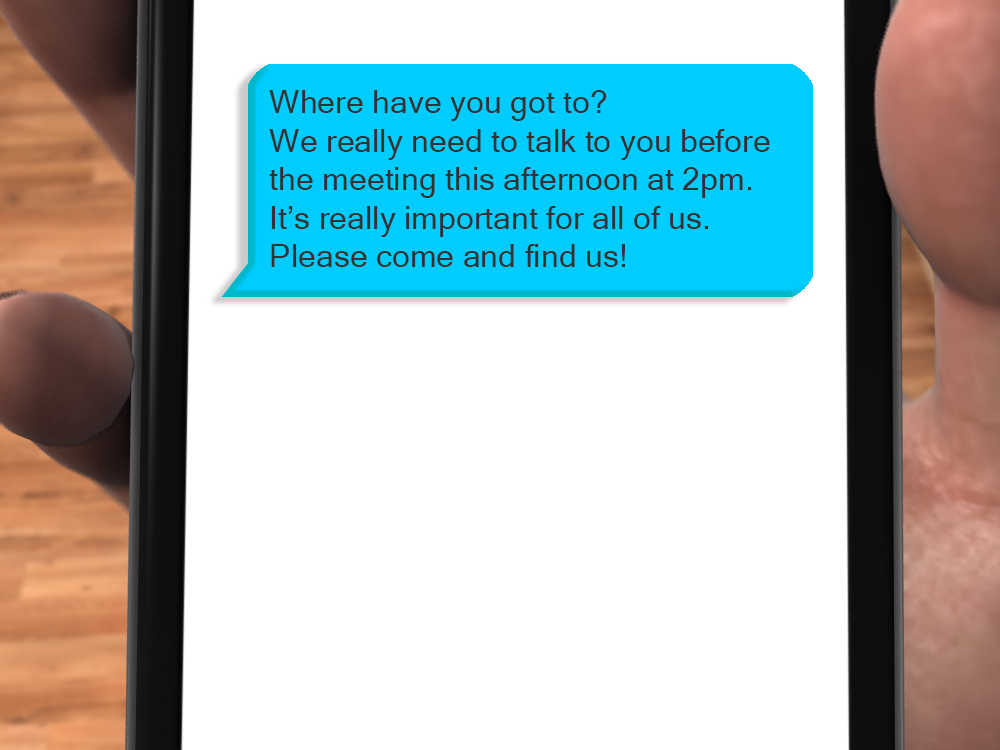 Where have you got to?
We really need to talk to you before
the meeting this afternoon at 2pm.
It’s really important for all of us.
Please come and find us!